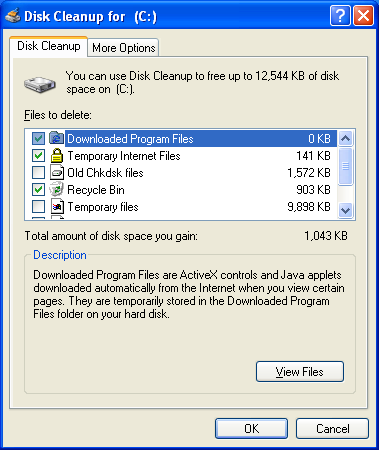 Disk Cleanup for  (C:)
Disk Cleanup
More Options
You can use Disk Cleanup to free up to 12,544 KB of disk
space on  (C:).
Files to delete:
Downloaded Program Files 0 KB
Temporary Internet Files 141 KB
Old Chkdsk files 1,572 KB
Recycle Bin 903 KB
Temporary files 9,898 KB
Total amount of disk space you gain: 1,043 KB
Description
Downloaded Program Files are ActiveX controls and Java applets
downloaded automatically from the Internet when you view certain
pages. They are temporarily stored in the Downloaded Program
Files folder on your hard disk.
View Files
OK
Cancel